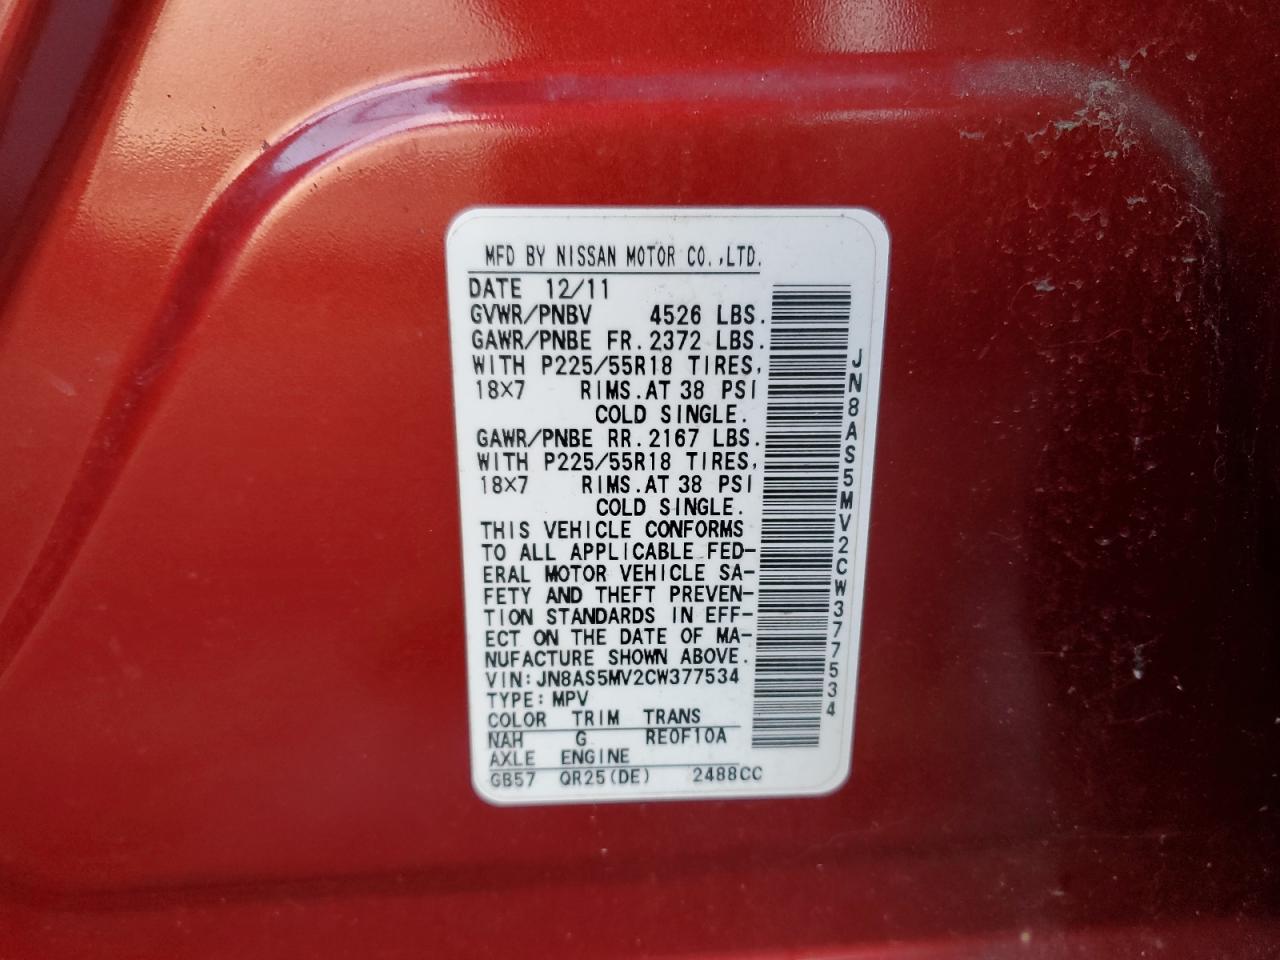 MFD BY NISSAN MOTOR CO.,LTD.
DATE 12/11
GVWR/PNBV 4526 LBS.
GAWR/PNBE FR. 2372 LBS.
WITH P225/55R18 TIRES,
18X7 RIMS.AT 38 PSI
COLD SINGLE.
GAWR/PNBE RR. 2167 LBS.
WITH P225/55R18 TIRES,
18X7 RIMS.AT 38 PSI
COLD SINGLE.
THIS VEHICLE CONFORMS
TO ALL APPLICABLE FED-
ERAL MOTOR VEHICLE SA-
FETY AND THEFT PREVEN-
TION STANDARDS IN EFF-
ECT ON THE DATE OF MA-
NUFACTURE SHOWN ABOVE.
VIN: JN8AS5MV2CW377534
TYPE: MPV
COLOR TRIM TRANS
NAH G RE0F10A
AXLE ENGINE
GB57 QR25(DE) 2488CC
JN8AS5MV2CW377534